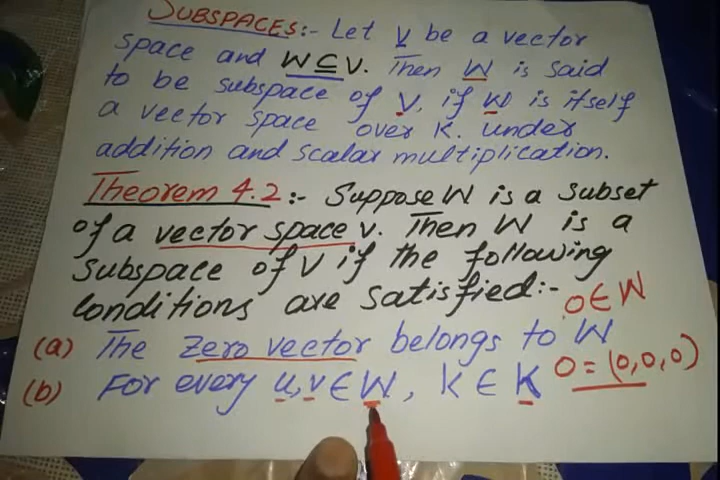 SUBSPACES:- Let V be a vector
space and W ⊆ V. Then W is said
to be subspace of V, if W is itself
a vector space over K. under
addition and scalar multiplication.
Theorem 4.2:- Suppose W is a subset
of a vector space V. Then W is a
subspace of V if the following
conditions are satisfied:-
0 ∈ W
(a) The zero vector belongs to W
0 = (0,0,0)
(b) For every u, v ∈ W, k ∈ K